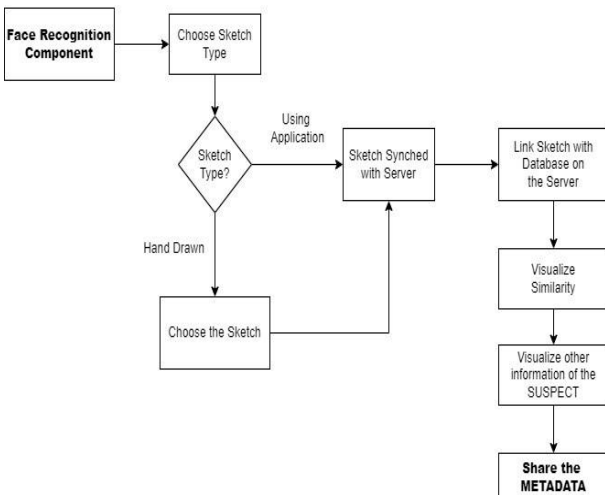 Face Recognition
Component
Choose Sketch
Type
Using
Application
Sketch
Type?
Sketch Synched
with Server
Link Sketch with
Database on
the Server
Hand Drawn
Visualize
Similarity
Choose the Sketch
Visualize other
information of the
SUSPECT
Share the
METADATA